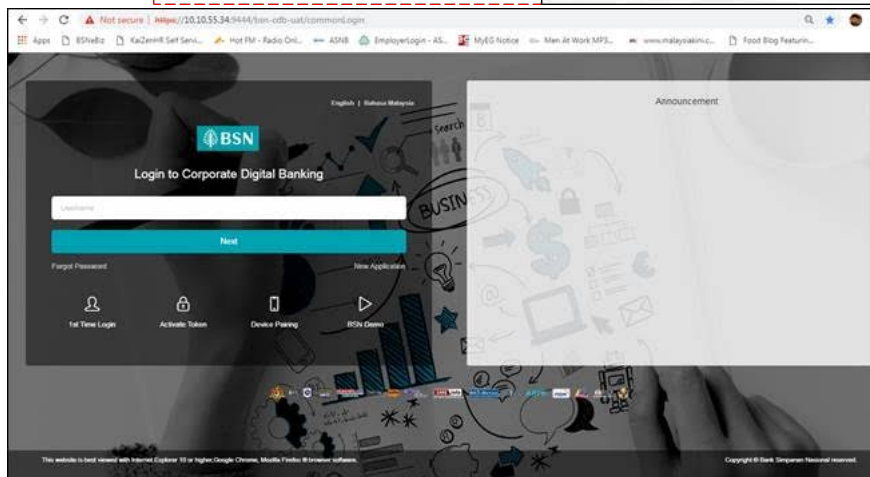 Not secure | https://10.10.55.34:9444/bsn-cdb-uat/commonLogin
Apps BSNeBiz KaiZenHR Self Servi... Hot FM - Radio Onl... ASNB EmployerLogin - AS... MyEG Notice Men At Work MP3... www.malaysiakini.c... Food Blog Featurin...
English | Bahasa Malaysia
BSN
Login to Corporate Digital Banking
Username
Next
Forgot Password New Application
1st Time Login Activate Token Device Pairing BSN Demo
Announcement
Search
BUSINESS
This website is best viewed with Internet Explorer 10 or higher, Google Chrome, Mozilla Firefox ® browser software.
Copyright © Bank Simpanan Nasional reserved.